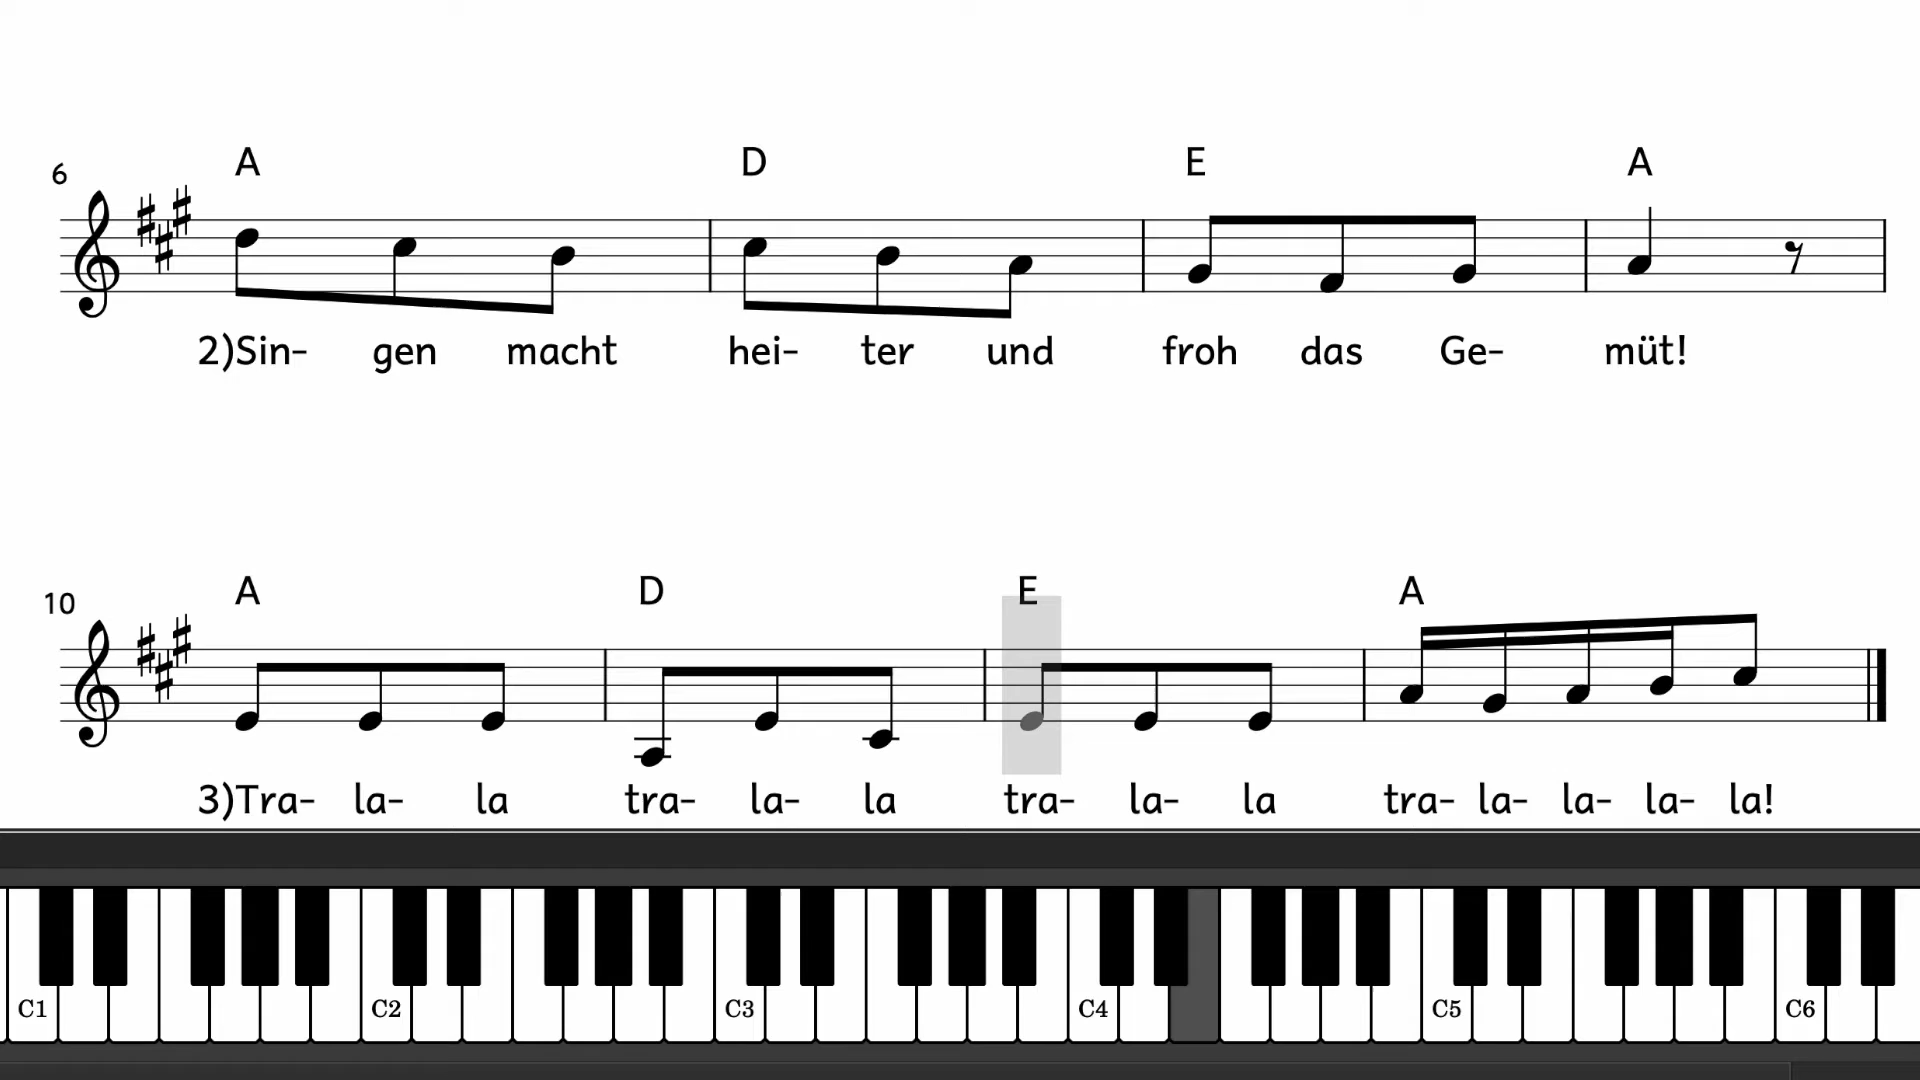 A D E A
6
2)Sin- gen macht hei- ter und froh das Ge- müt!
A D E A
10
3)Tra- la- la tra- la- la tra- la- la tra- la- la- la- la!
C1 C2 C3 C4 C5 C6